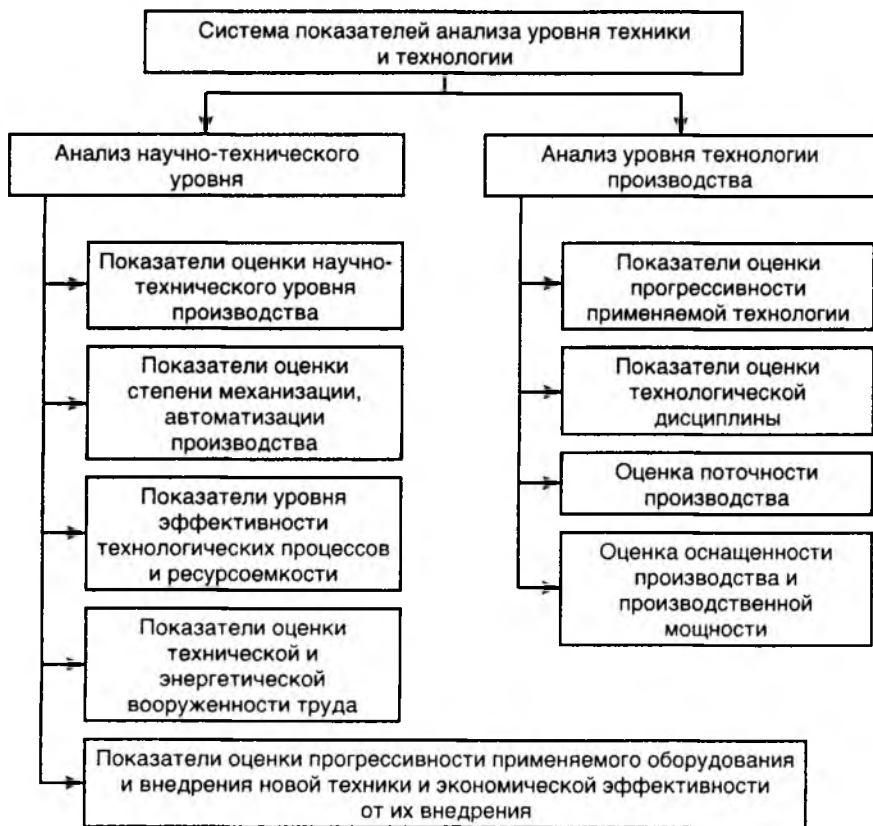 Система показателей анализа уровня техники
и технологии
Анализ научно-технического
уровня
Показатели оценки научно-
технического уровня
производства
Показатели оценки
степени механизации,
автоматизации
производства
Показатели уровня
эффективности
технологических процессов
и ресурсоемкости
Показатели оценки
технической и
энергетической
вооруженности труда
Показатели оценки прогрессивности применяемого оборудования
и внедрения новой техники и экономической эффективности
от их внедрения
Анализ уровня технологии
производства
Показатели оценки
прогрессивности
применяемой технологии
Показатели оценки
технологической
дисциплины
Оценка поточности
производства
Оценка оснащенности
производства и
производственной
мощности